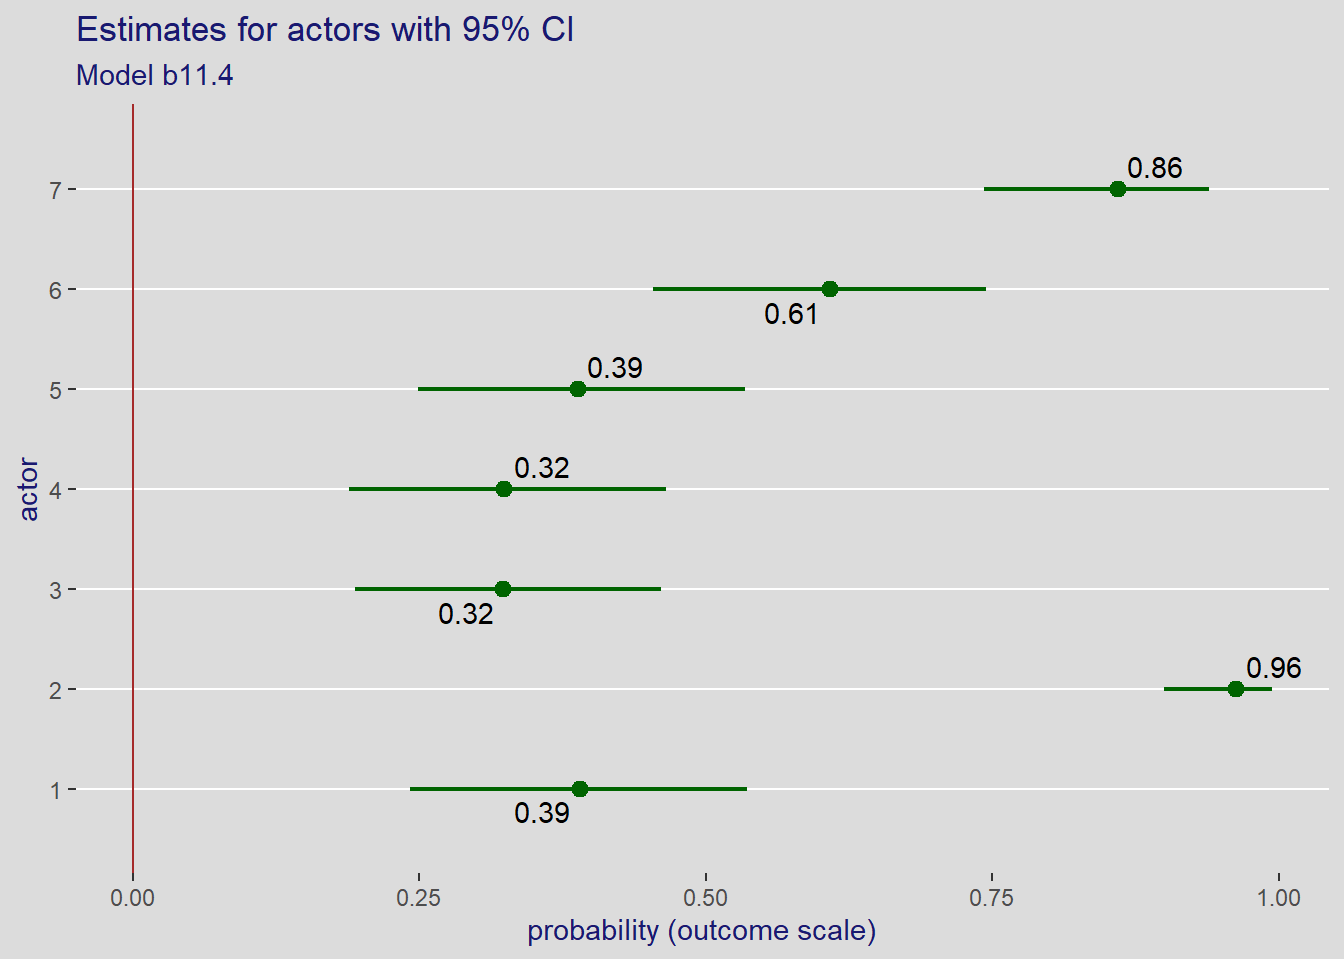 Estimates for actors with 95% CI
Model b11.4
actor
7
0.86
6
0.61
5
0.39
4
0.32
3
0.32
2
0.96
1
0.39
0.00 0.25 0.50 0.75 1.00
probability (outcome scale)